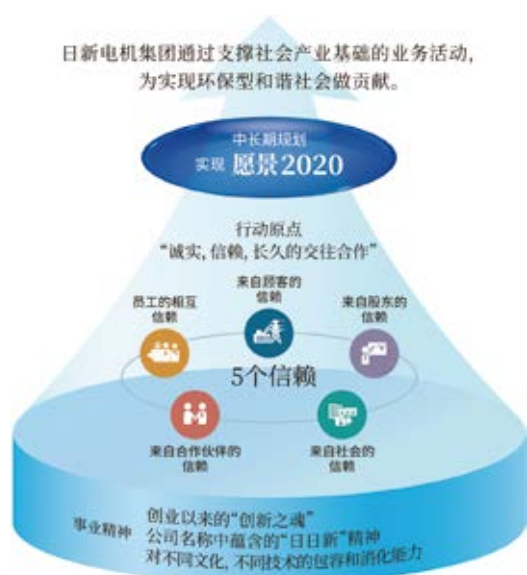 日新电机集团通过支撑社会产业基础的业务活动,
为实现环保型和谐社会做贡献。
中长期规划
实现 愿景2020
行动原点
“诚实, 信赖, 长久的交往合作”
来自顾客的
信赖
员工的相互
信赖
来自股东的
信赖
5个信赖
来自合作伙伴的
信赖
来自社会的
信赖
事业精神
创业以来的“创新之魂”
公司名称中蕴含的“日日新”精神
对不同文化, 不同技术的包容和消化能力